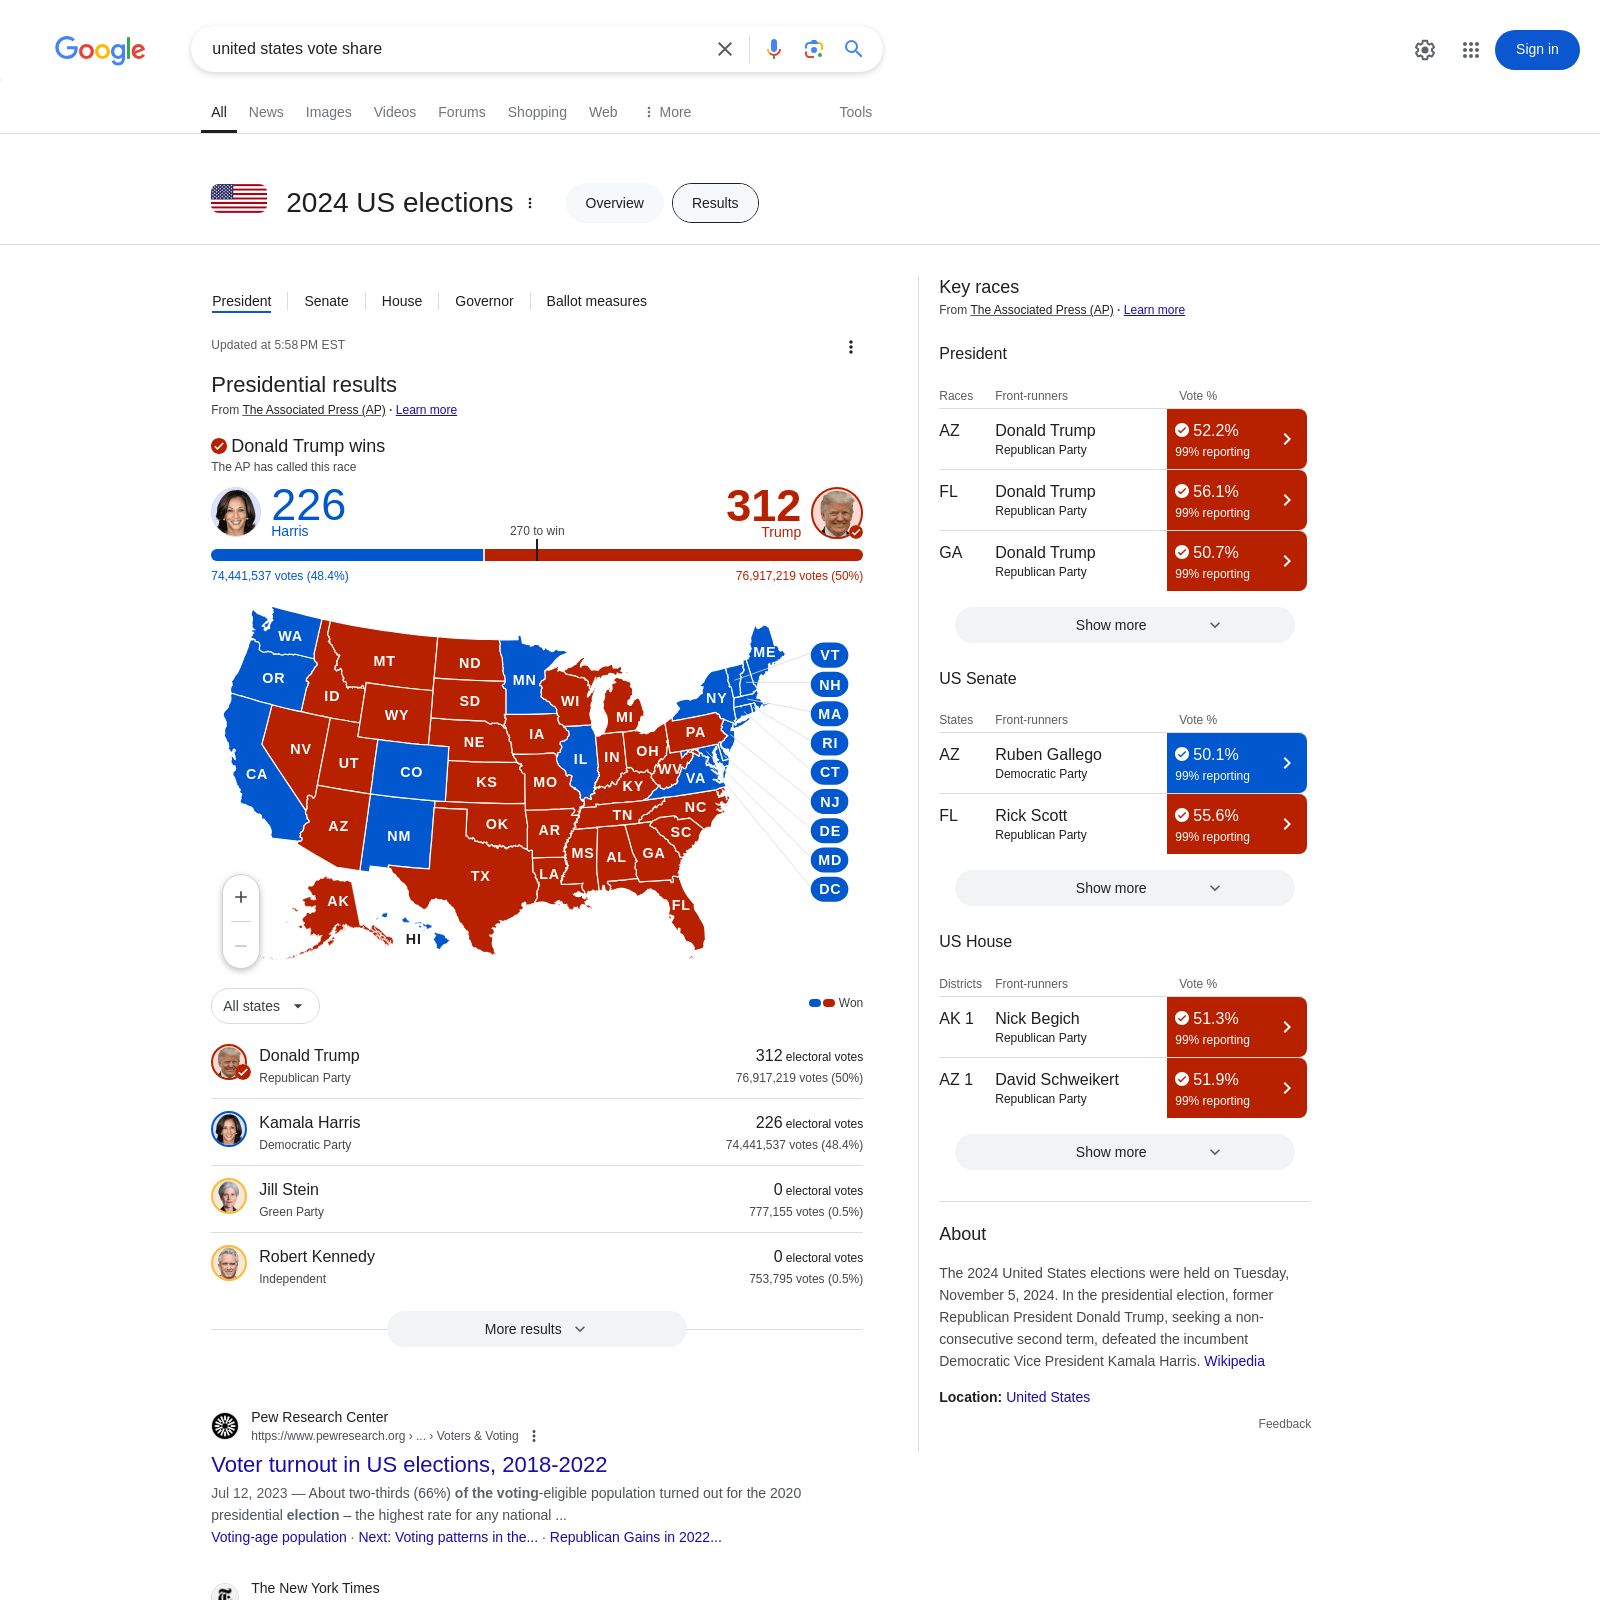 Google
united states vote share
Sign in
All News Images Videos Forums Shopping Web More Tools
2024 US elections
Overview
Results
President Senate House Governor Ballot measures
Updated at 5:58 PM EST
Presidential results
From The Associated Press (AP) · Learn more
Donald Trump wins
The AP has called this race
226
Harris
270 to win
312
Trump
74,441,537 votes (48.4%)
76,917,219 votes (50%)
WA
OR
CA
NV
ID
MT
WY
UT
AZ
CO
NM
ND
SD
NE
KS
OK
TX
MN
IA
MO
AR
LA
WI
IL
MS
MI
IN
KY
TN
AL
OH
WV
GA
FL
SC
NC
VA
PA
NY
ME
AK
HI
VT
NH
MA
RI
CT
NJ
DE
MD
DC
+
−
All states
Won
Donald Trump
Republican Party
312 electoral votes
76,917,219 votes (50%)
Kamala Harris
Democratic Party
226 electoral votes
74,441,537 votes (48.4%)
Jill Stein
Green Party
0 electoral votes
777,155 votes (0.5%)
Robert Kennedy
Independent
0 electoral votes
753,795 votes (0.5%)
More results
Pew Research Center
https://www.pewresearch.org › ... › Voters & Voting
Voter turnout in US elections, 2018-2022
Jul 12, 2023 — About two-thirds (66%) of the voting-eligible population turned out for the 2020
presidential election – the highest rate for any national ...
Voting-age population · Next: Voting patterns in the... · Republican Gains in 2022...
The New York Times
Key races
From The Associated Press (AP) · Learn more
President
Races Front-runners Vote %
AZ Donald Trump 52.2%
Republican Party 99% reporting
FL Donald Trump 56.1%
Republican Party 99% reporting
GA Donald Trump 50.7%
Republican Party 99% reporting
Show more
US Senate
States Front-runners Vote %
AZ Ruben Gallego 50.1%
Democratic Party 99% reporting
FL Rick Scott 55.6%
Republican Party 99% reporting
Show more
US House
Districts Front-runners Vote %
AK 1 Nick Begich 51.3%
Republican Party 99% reporting
AZ 1 David Schweikert 51.9%
Republican Party 99% reporting
Show more
About
The 2024 United States elections were held on Tuesday,
November 5, 2024. In the presidential election, former
Republican President Donald Trump, seeking a non-
consecutive second term, defeated the incumbent
Democratic Vice President Kamala Harris. Wikipedia
Location: United States
Feedback